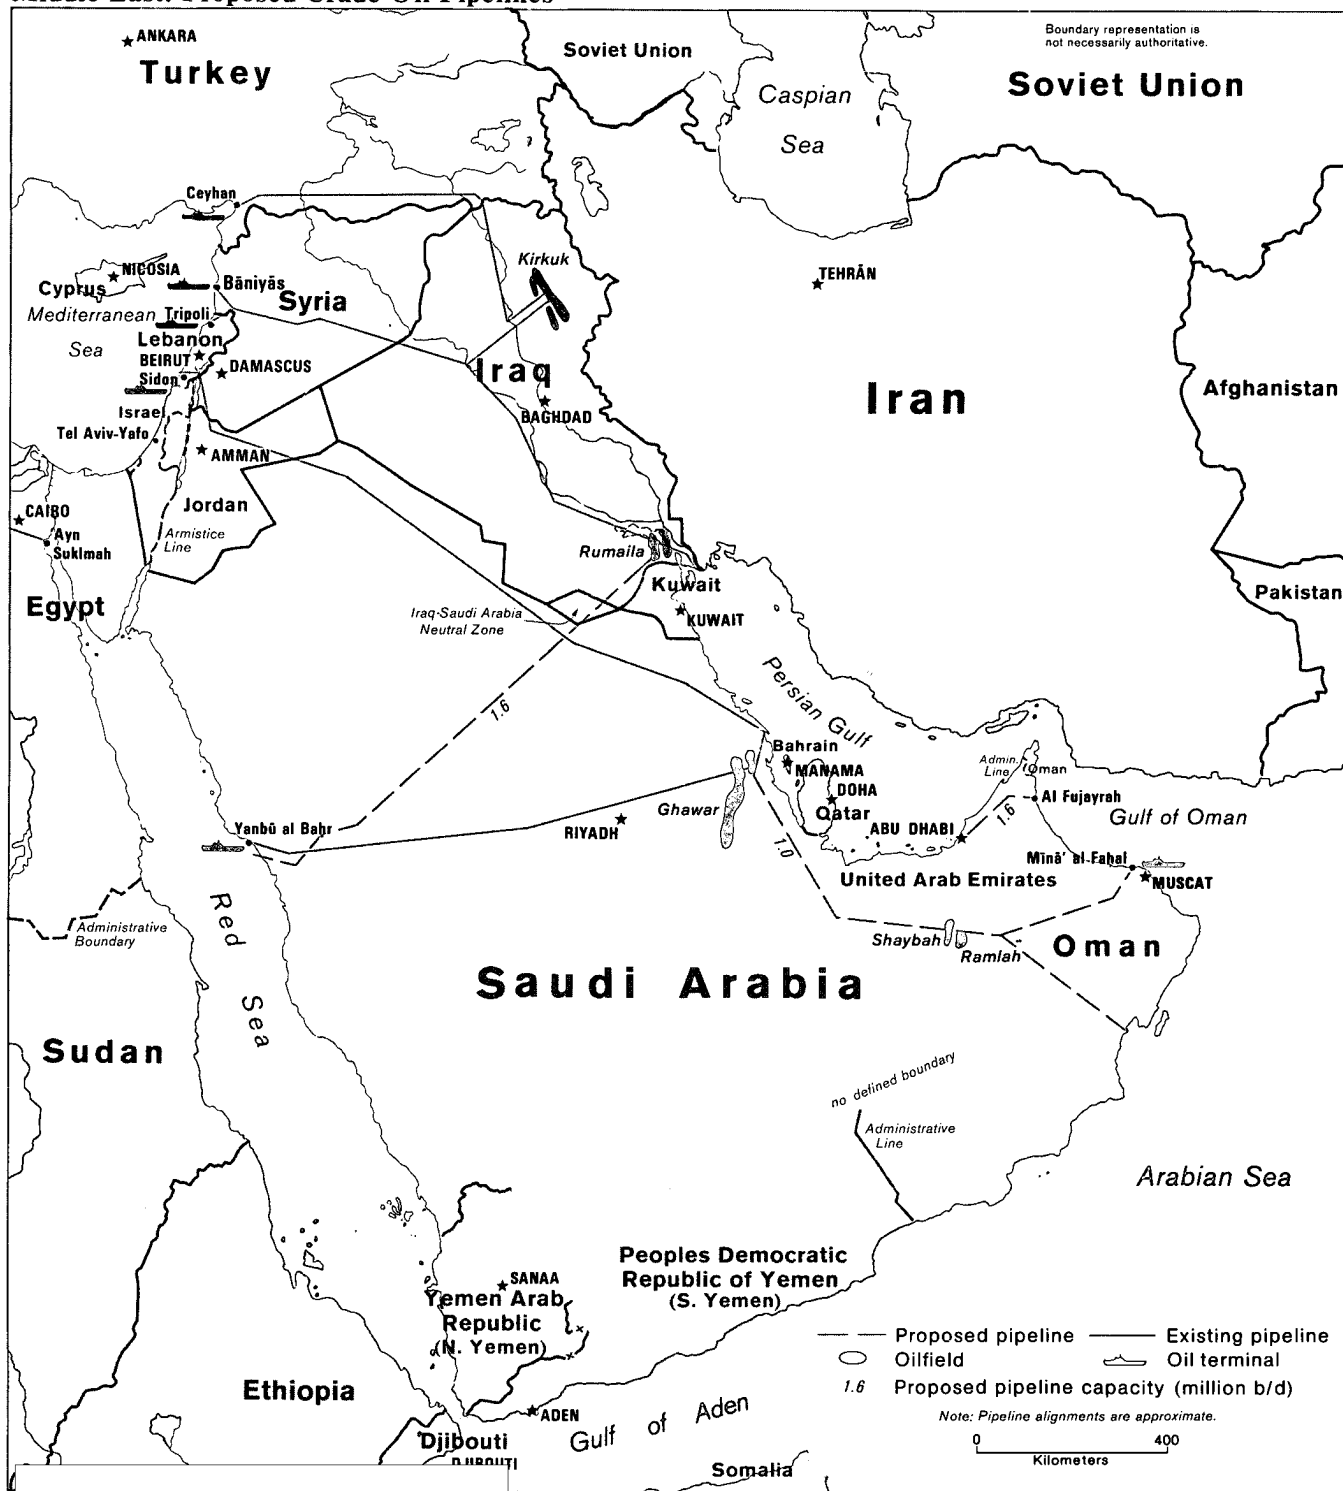 Middle East: Proposed Crude Oil Pipelines
Boundary representation is
not necessarily authoritative.
ANKARA
Turkey
Soviet Union
Caspian
Sea
Soviet Union
Ceyhan
Kirkuk
TEHRĀN
NICOSIA
Cyprus
Bāniyās
Syria
Mediterranean
Sea
Tripoli
Lebanon
BEIRUT
DAMASCUS
Sidon
Iraq
Iran
Afghanistan
Israel
BAGHDAD
Tel Aviv-Yafo
AMMAN
Jordan
CAIRO
Ayn
Suklmah
Armistice
Line
Rumaila
Kuwait
Pakistan
Egypt
Iraq-Saudi Arabia
Neutral Zone
KUWAIT
Persian Gulf
1.6
Bahrain
MANAMA
Admin.
Line
Oman
DOHA
Qatar
Al Fujayrah
Ghawar
Gulf of Oman
Yanbū al Bahr
RIYADH
1.0
ABU DHABI
1.6
Mīnā' al-Fahal
MUSCAT
United Arab Emirates
Red Sea
Administrative
Boundary
Shaybah
Ramlah
Oman
Saudi Arabia
Sudan
no defined boundary
Administrative
Line
Arabian Sea
Peoples Democratic
Republic of Yemen
(S. Yemen)
SANAA
Yemen Arab
Republic
(N. Yemen)
Proposed pipeline
Existing pipeline
Oilfield
Oil terminal
1.6 Proposed pipeline capacity (million b/d)
Note: Pipeline alignments are approximate.
0 400
Kilometers
Ethiopia
ADEN
Gulf of Aden
Djibouti
DJIBOUTI
Somalia